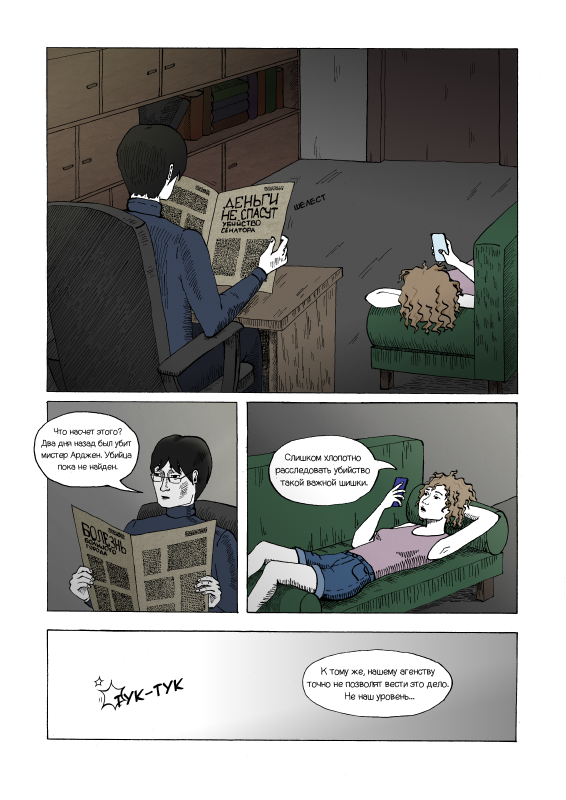 ДЕНЬГИ
НЕ СПАСУТ
УБИЙСТВО
СЕНАТОРА
ШЕЛЕСТ
Что насчет этого?
Два дня назад был убит
мистер Арджен. Убийца
пока не найден.
БОЛЕЗНЬ
БОЛЬШОГО
ГОРОДА
Слишком хлопотно
расследовать убийство
такой важной шишки.
ТУК-ТУК
К тому же, нашему агенству
точно не позволят вести это дело.
Не наш уровень...